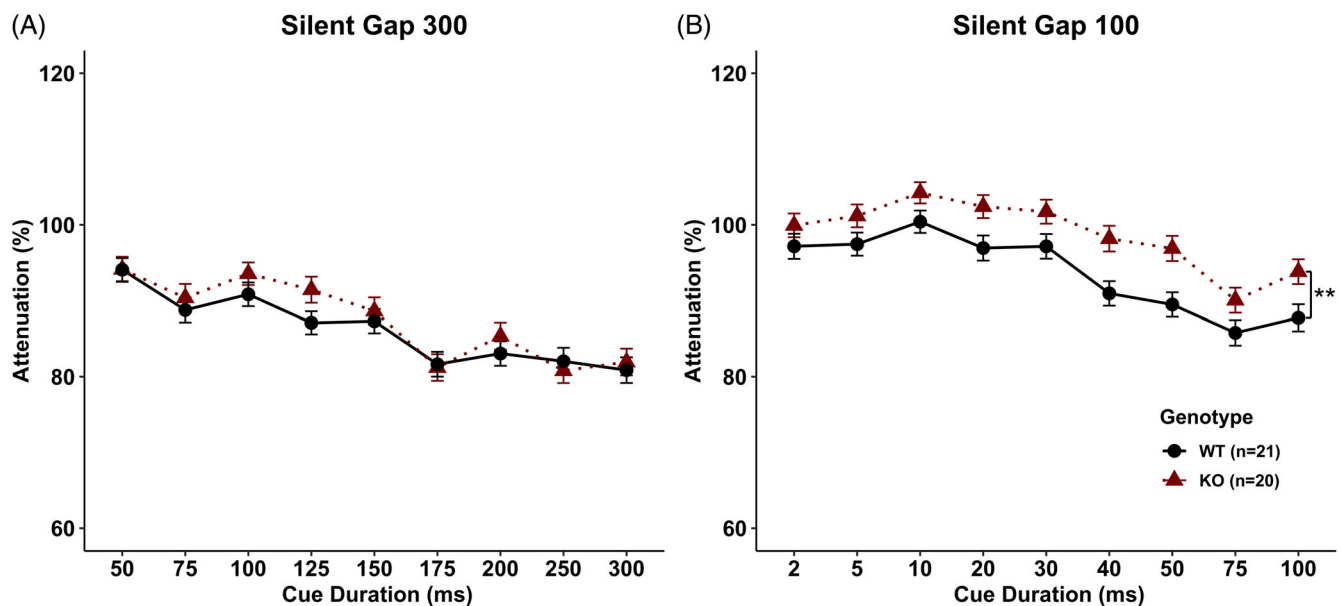 (A)
Silent Gap 300
120
100
80
60
Attenuation (%)
50 75 100 125 150 175 200 250 300
Cue Duration (ms)
(B)
Silent Gap 100
120
100
80
60
Attenuation (%)
**
Genotype
WT (n=21)
KO (n=20)
2 5 10 20 30 40 50 75 100
Cue Duration (ms)